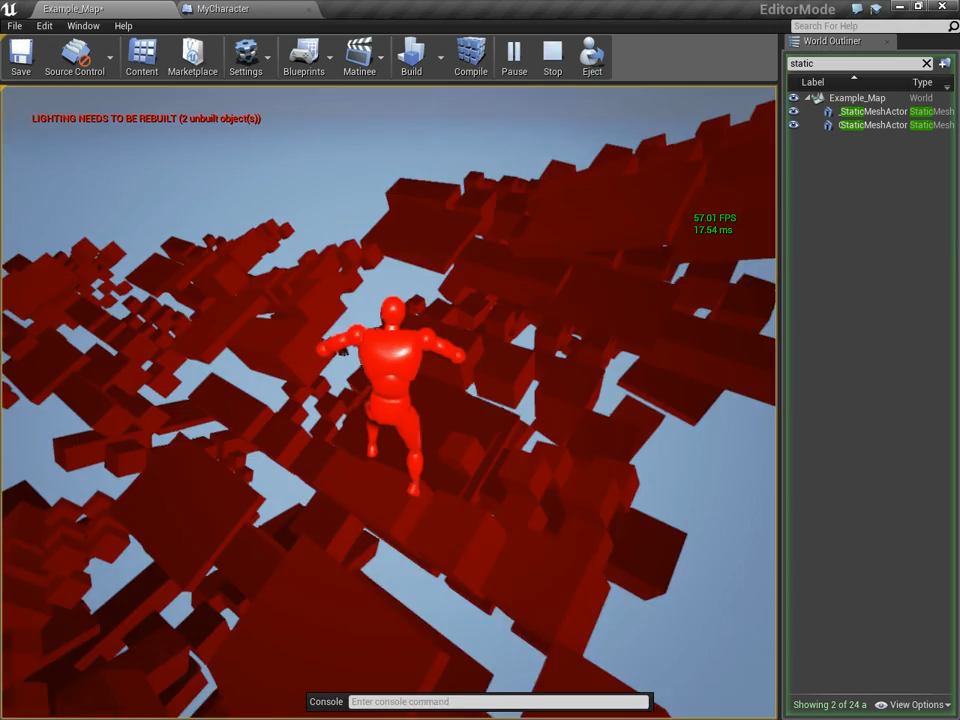 Example_Map*
MyCharacter
EditorMode
File Edit Window Help
Search For Help
Save
Source Control
Content
Marketplace
Settings
Blueprints
Matinee
Build
Compile
Pause
Stop
Eject
World Outliner
static
Label Type
Example_Map World
StaticMeshActor StaticMesh
StaticMeshActor StaticMesh
LIGHTING NEEDS TO BE REBUILT (2 unbuilt object(s))
57.01 FPS
17.54 ms
Console Enter console command
Showing 2 of 24 a View Options